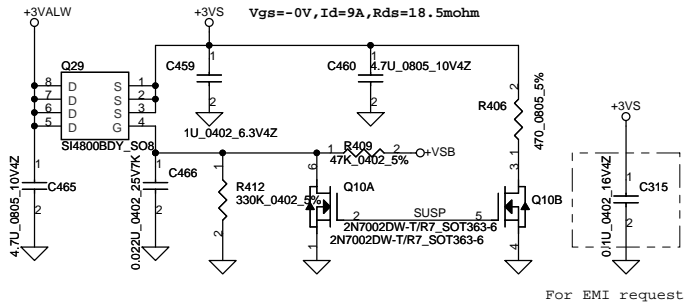 +3VALW
+3VS
Vgs=-0V,Id=9A,Rds=18.5mohm
Q29
8 D S 1
7 D S 2
6 D S 3
5 D G 4
SI4800BDY_SO8
C459
1
2
1U_0402_6.3V4Z
C460
1
2
4.7U_0805_10V4Z
R406
2
1
470_0805_5%
+3VS
C465
1
2
4.7U_0805_10V4Z
C466
1
2
0.022U_0402_25V7K
R412
1
2
330K_0402_5%
1
R409
2
47K_0402_5%
+VSB
6
Q10A
1
2
SUSP
5
3
Q10B
4
2N7002DW-T/R7_SOT363-6
2N7002DW-T/R7_SOT363-6
C315
1
2
0.1U_0402_16V4Z
For EMI request